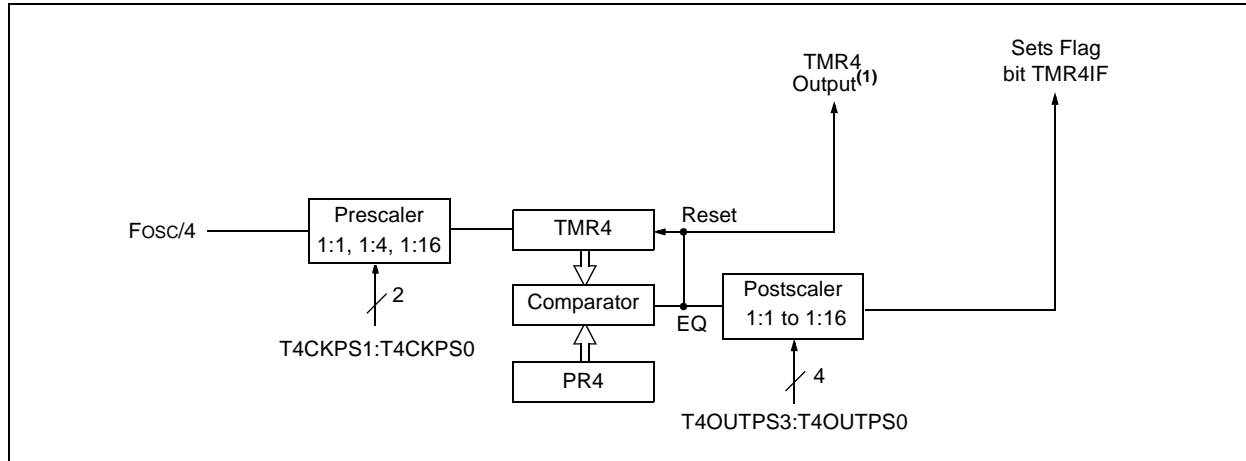 TMR4
Output(1)
Sets Flag
bit TMR4IF
FOSC/4
Prescaler
1:1, 1:4, 1:16
TMR4
Reset
2
Comparator
EQ
Postscaler
1:1 to 1:16
T4CKPS1:T4CKPS0
PR4
4
T4OUTPS3:T4OUTPS0